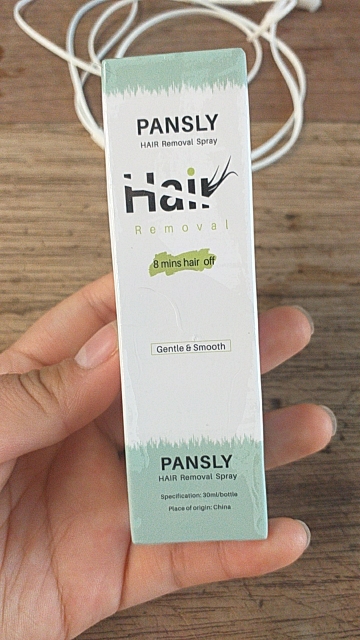 PANSLY
HAIR Removal Spray
Hair
Removal
8 mins hair off
Gentle & Smooth
PANSLY
HAIR Removal Spray
Specification: 30ml/bottle
Place of origin: China